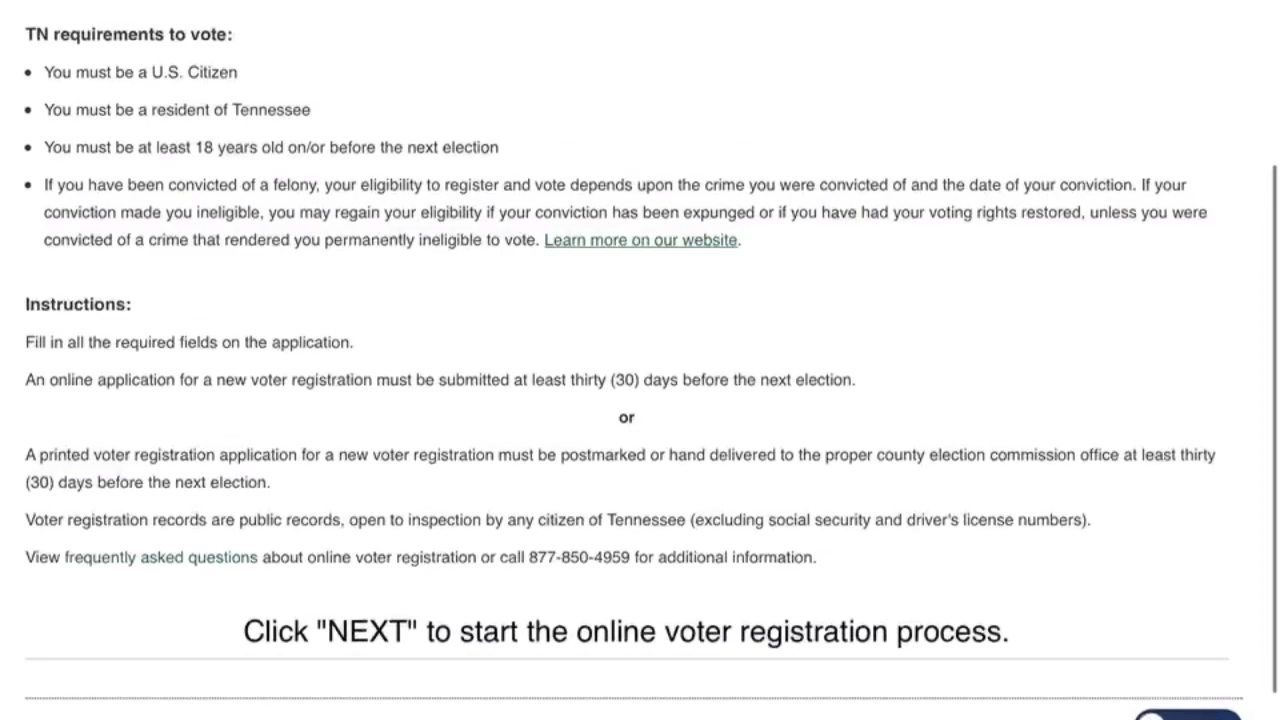 TN requirements to vote:
• You must be a U.S. Citizen
• You must be a resident of Tennessee
• You must be at least 18 years old on/or before the next election
• If you have been convicted of a felony, your eligibility to register and vote depends upon the crime you were convicted of and the date of your conviction. If your
conviction made you ineligible, you may regain your eligibility if your conviction has been expunged or if you have had your voting rights restored, unless you were
convicted of a crime that rendered you permanently ineligible to vote. Learn more on our website.
Instructions:
Fill in all the required fields on the application.
An online application for a new voter registration must be submitted at least thirty (30) days before the next election.
or
A printed voter registration application for a new voter registration must be postmarked or hand delivered to the proper county election commission office at least thirty
(30) days before the next election.
Voter registration records are public records, open to inspection by any citizen of Tennessee (excluding social security and driver's license numbers).
View frequently asked questions about online voter registration or call 877-850-4959 for additional information.
Click "NEXT" to start the online voter registration process.